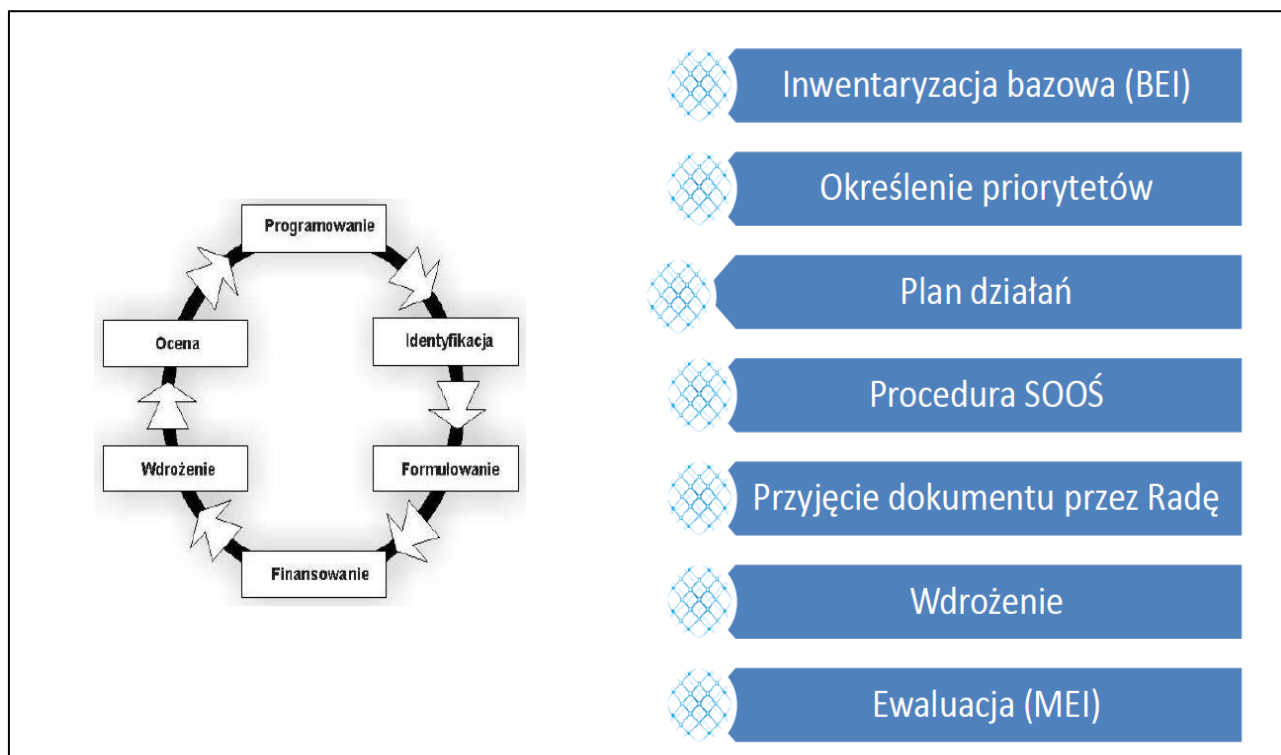 Programowanie
Identyfikacja
Formułowanie
Finansowanie
Wdrożenie
Ocena
Inwentaryzacja bazowa (BEI)
Określenie priorytetów
Plan działań
Procedura SOOŚ
Przyjęcie dokumentu przez Radę
Wdrożenie
Ewaluacja (MEI)